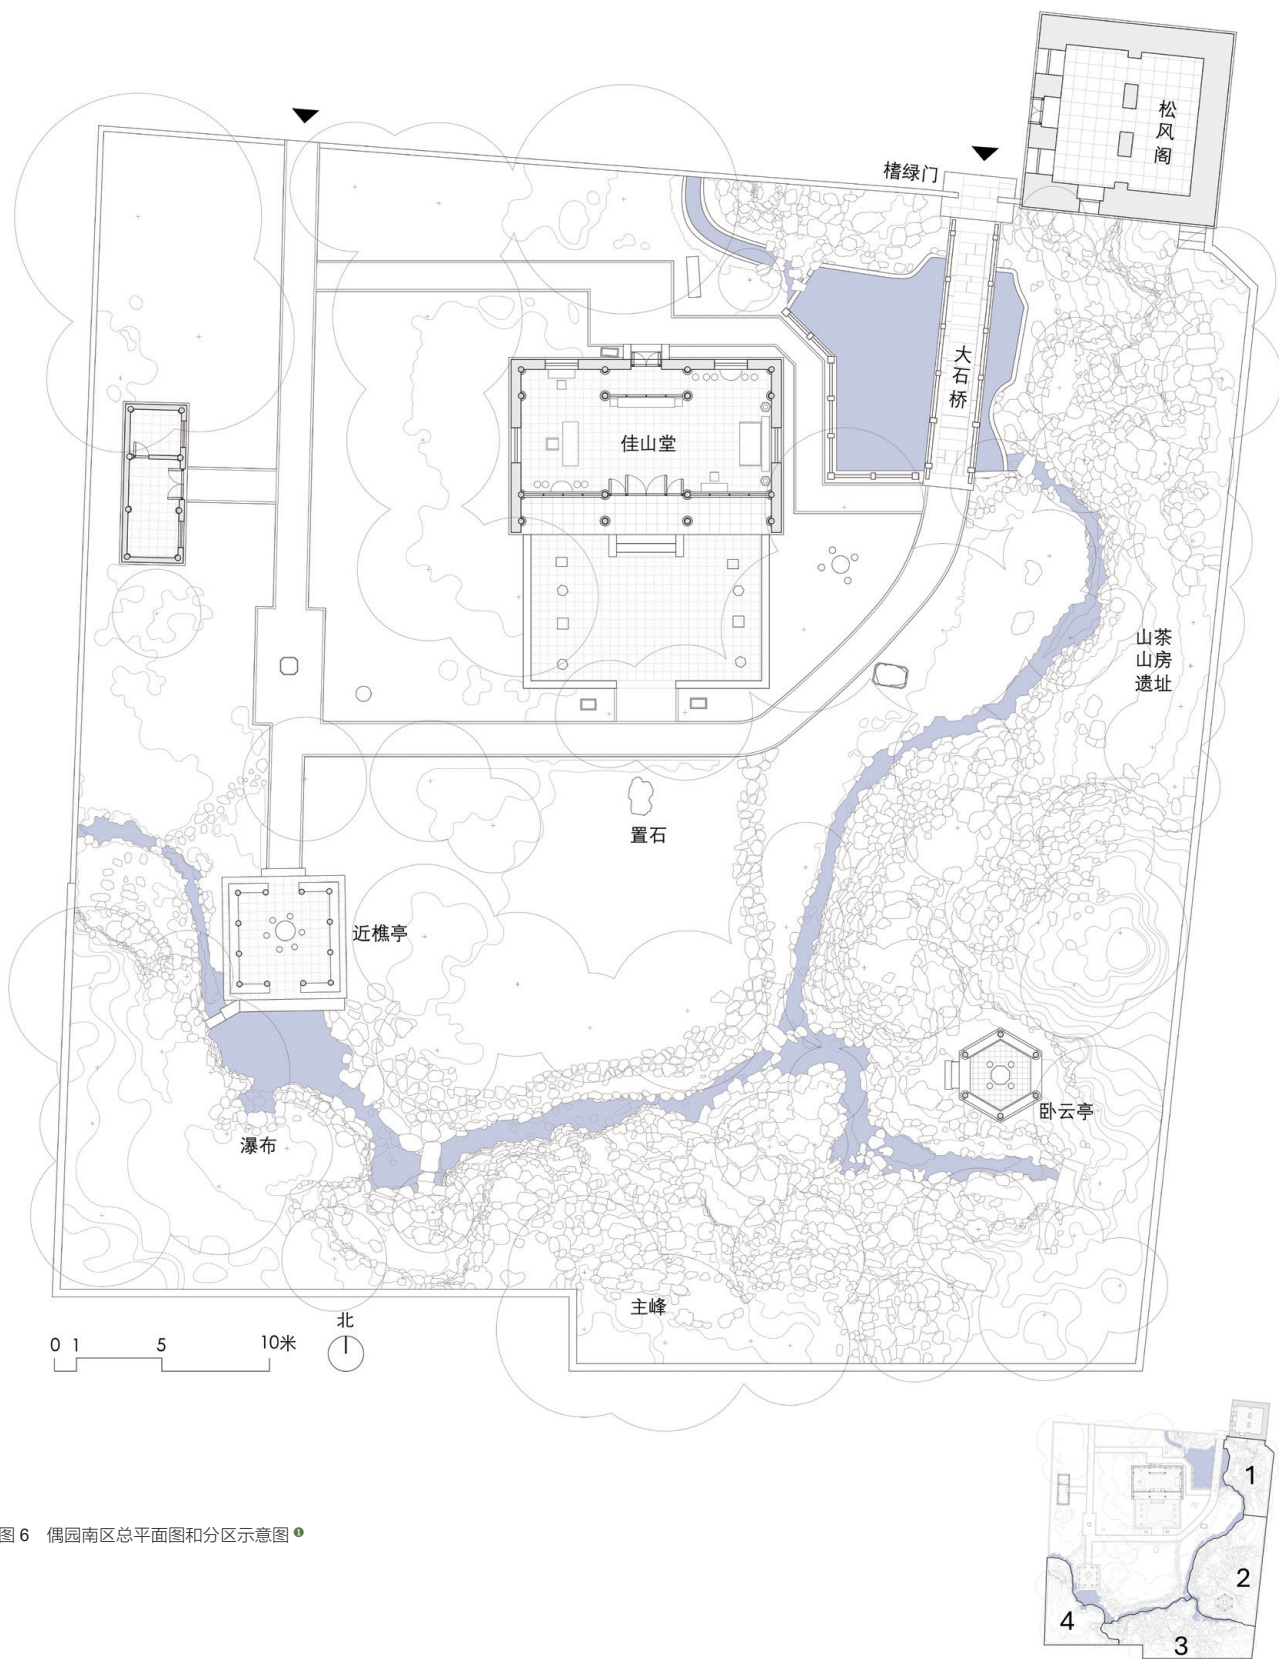 松风阁
榰绿门
大石桥
佳山堂
山茶
山房
遗址
置石
近樵亭
卧云亭
瀑布
主峰
北
0 1 5 10米
1
2
4
3
图 6 偶园南区总平面图和分区示意图 ❶